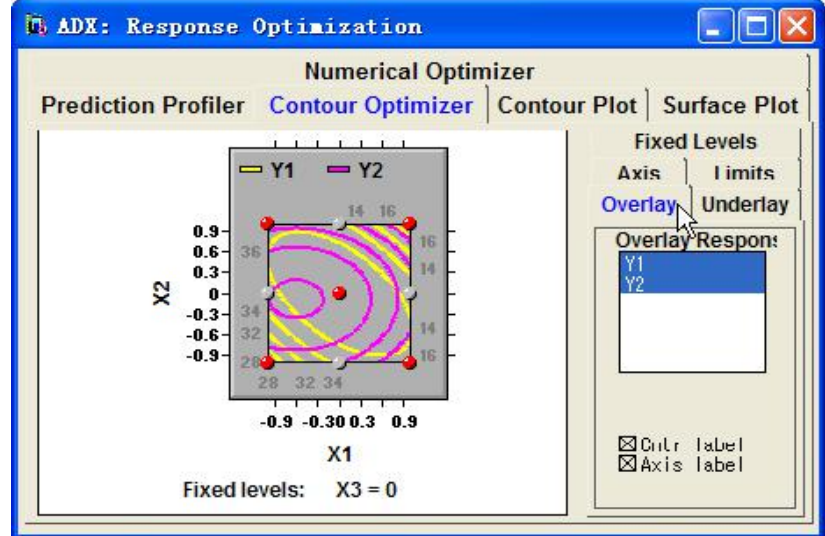 ADX: Response Optimization
Numerical Optimizer
Prediction Profiler Contour Optimizer Contour Plot Surface Plot
Fixed Levels
Axis Limits
Overlay Underlay
Overlay Respons
Y1
Y2
Cntr label
Axis label
Y1 Y2
14 16
0.9
0.6
0.3
0
-0.3
-0.6
-0.9
X2
36
34
32
28
16
14
14
16
28 32 34
-0.9 -0.30 0.3 0.9
X1
Fixed levels: X3 = 0